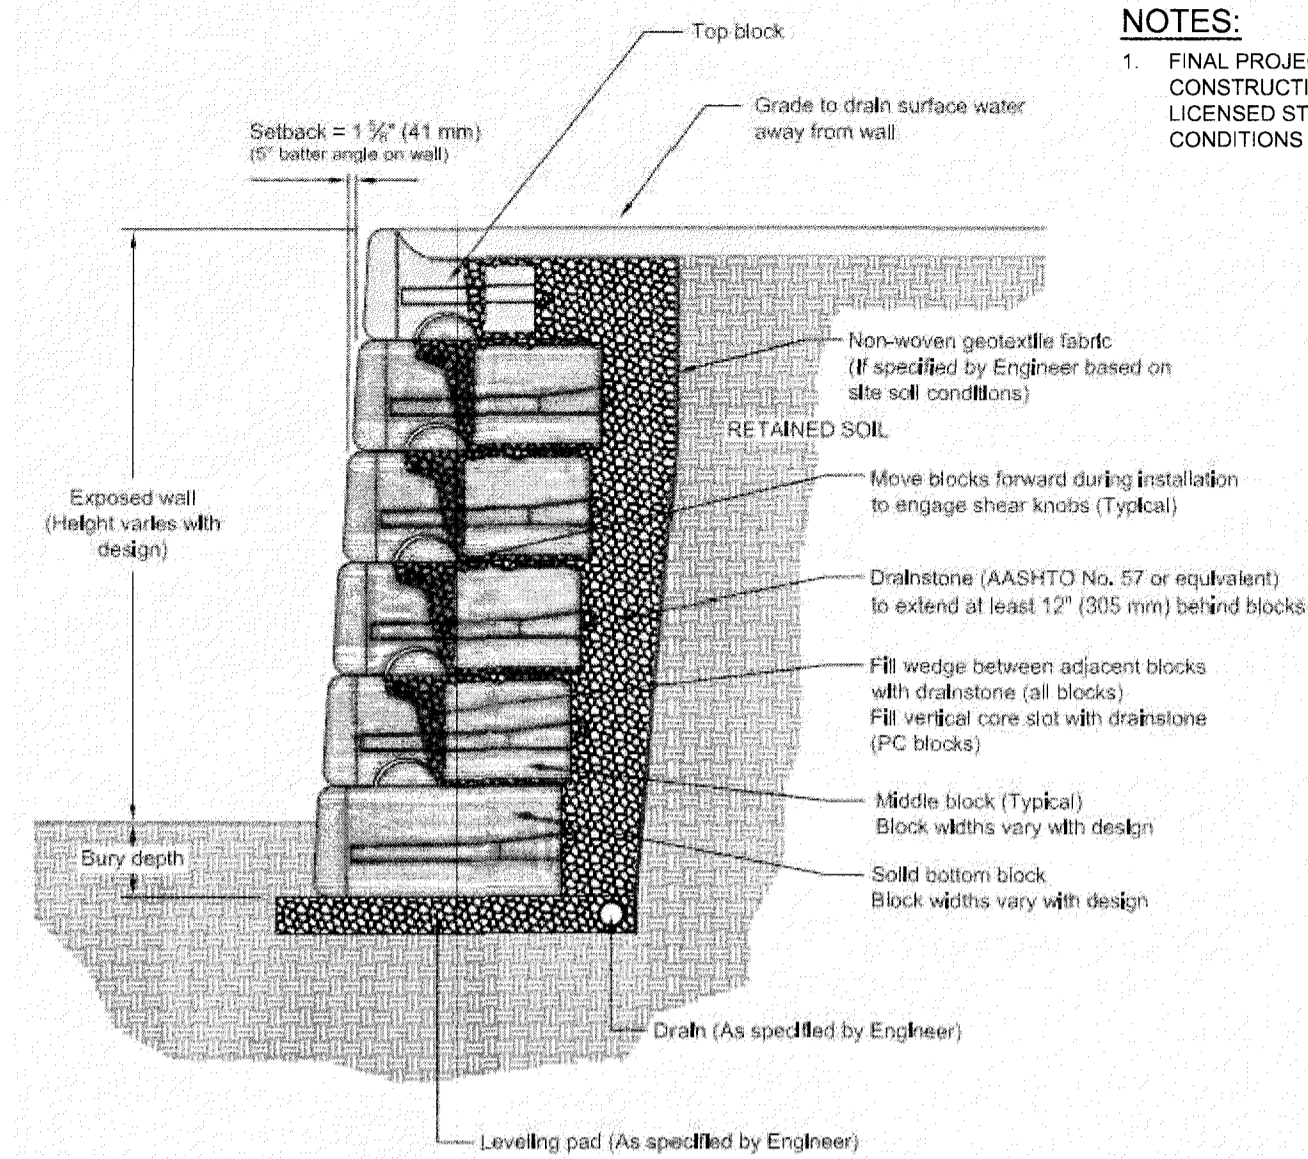 Top block
NOTES:
1. FINAL PROJE
CONSTRUCTI
LICENSED ST
CONDITIONS
Grade to drain surface water
away from wall
Setback = 1 5/8" (41 mm)
(5° batter angle on wall)
Non-woven geotextile fabric
(If specified by Engineer based on
site soil conditions)
RETAINED SOIL
Move blocks forward during installation
to engage shear knobs (Typical)
Exposed wall
(Height varies with
design)
Drainstone (AASHTO No. 57 or equivalent)
to extend at least 12" (305 mm) behind blocks
Fill wedge between adjacent blocks
with drainstone (all blocks)
Fill vertical core slot with drainstone
(PC blocks)
Middle block (Typical)
Block widths vary with design
Bury depth
Solid bottom block
Block widths vary with design
Drain (As specified by Engineer)
Leveling pad (As specified by Engineer)